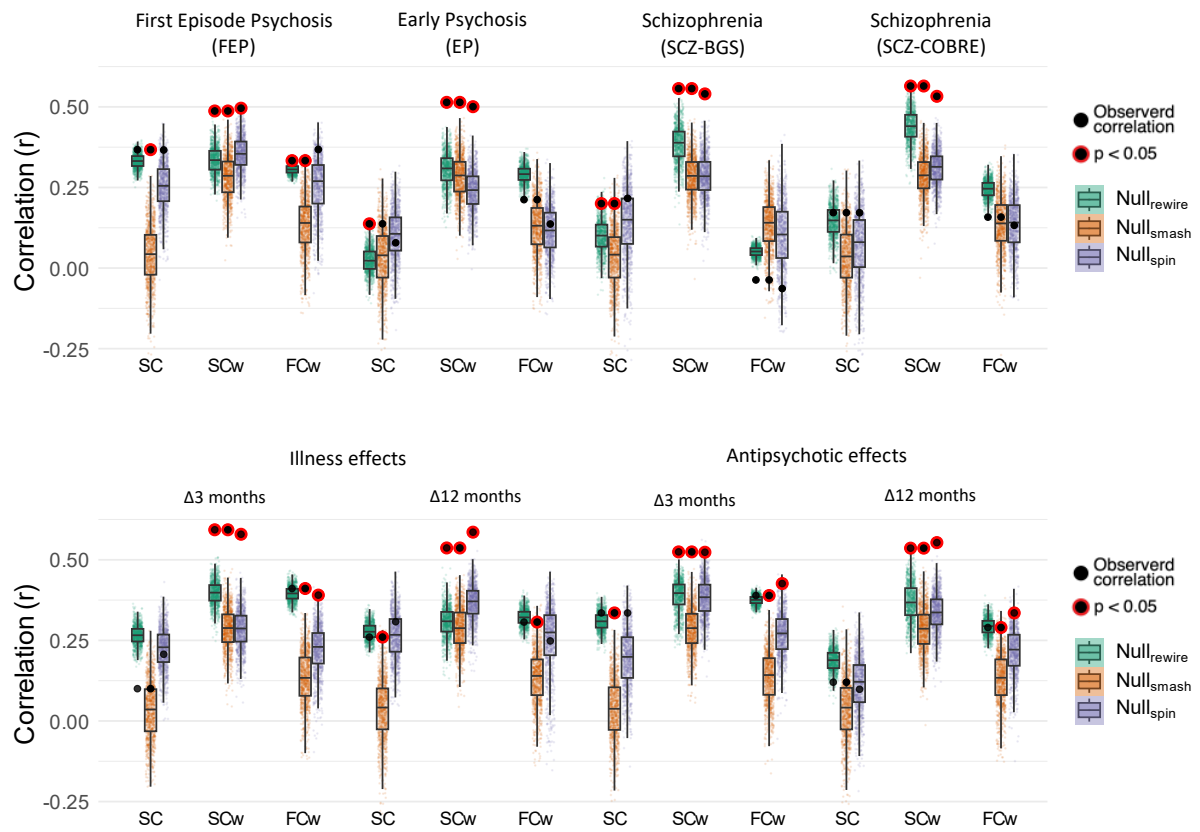 First Episode Psychosis
(FEP)
Early Psychosis
(EP)
Schizophrenia
(SCZ-BGS)
Schizophrenia
(SCZ-COBRE)
Correlation (r)
0.50
0.25
0.00
-0.25
SC SCw FCw SC SCw FCw SC SCw FCw SC SCw FCw
Observerd
correlation
p < 0.05
Nullrewire
Nullsmash
Nullspin
Illness effects
Antipsychotic effects
Δ3 months
Δ12 months
Δ3 months
Δ12 months
Correlation (r)
0.50
0.25
0.00
-0.25
SC SCw FCw SC SCw FCw SC SCw FCw SC SCw FCw
Observerd
correlation
p < 0.05
Nullrewire
Nullsmash
Nullspin